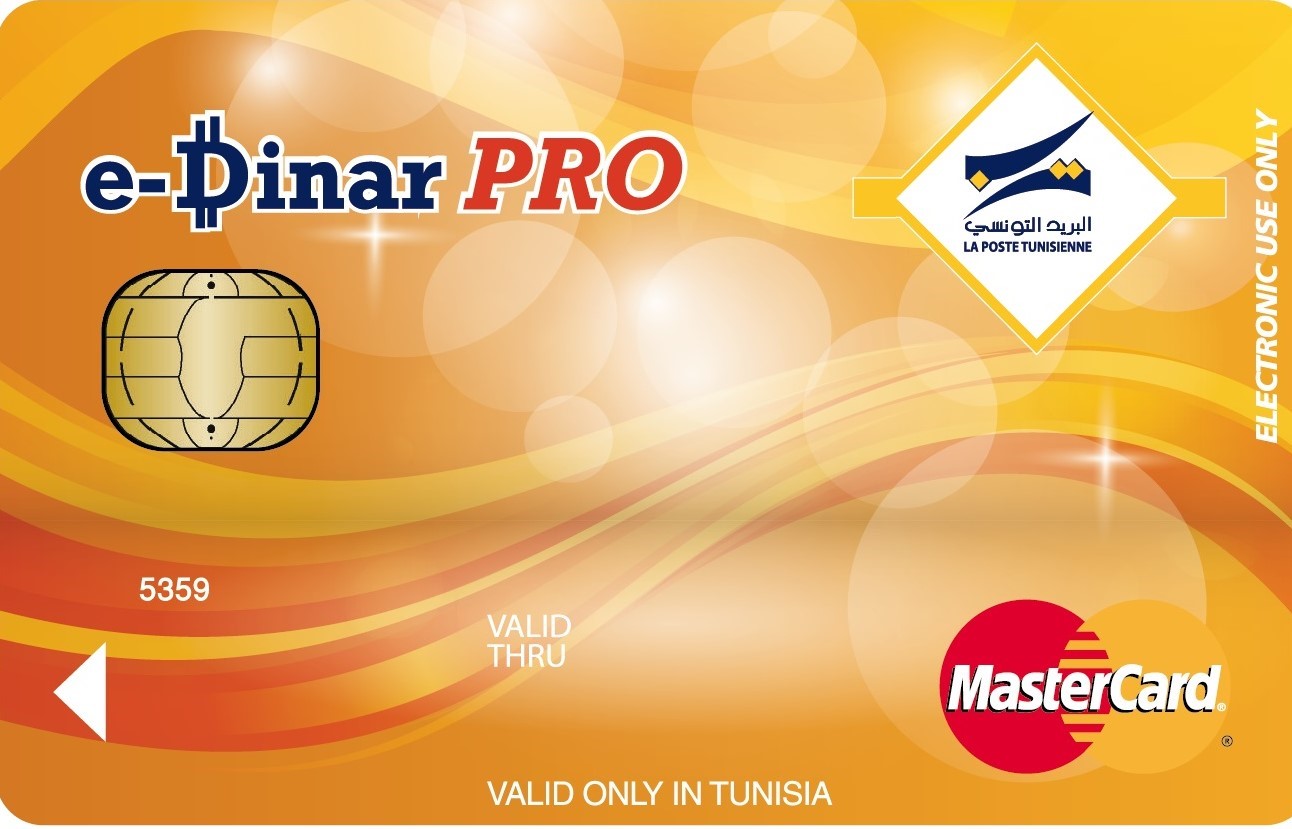 e-Dinar PRO
البريد التونسي
LA POSTE TUNISIENNE
ELECTRONIC USE ONLY
5359
VALID
THRU
MasterCard®
®
VALID ONLY IN TUNISIA